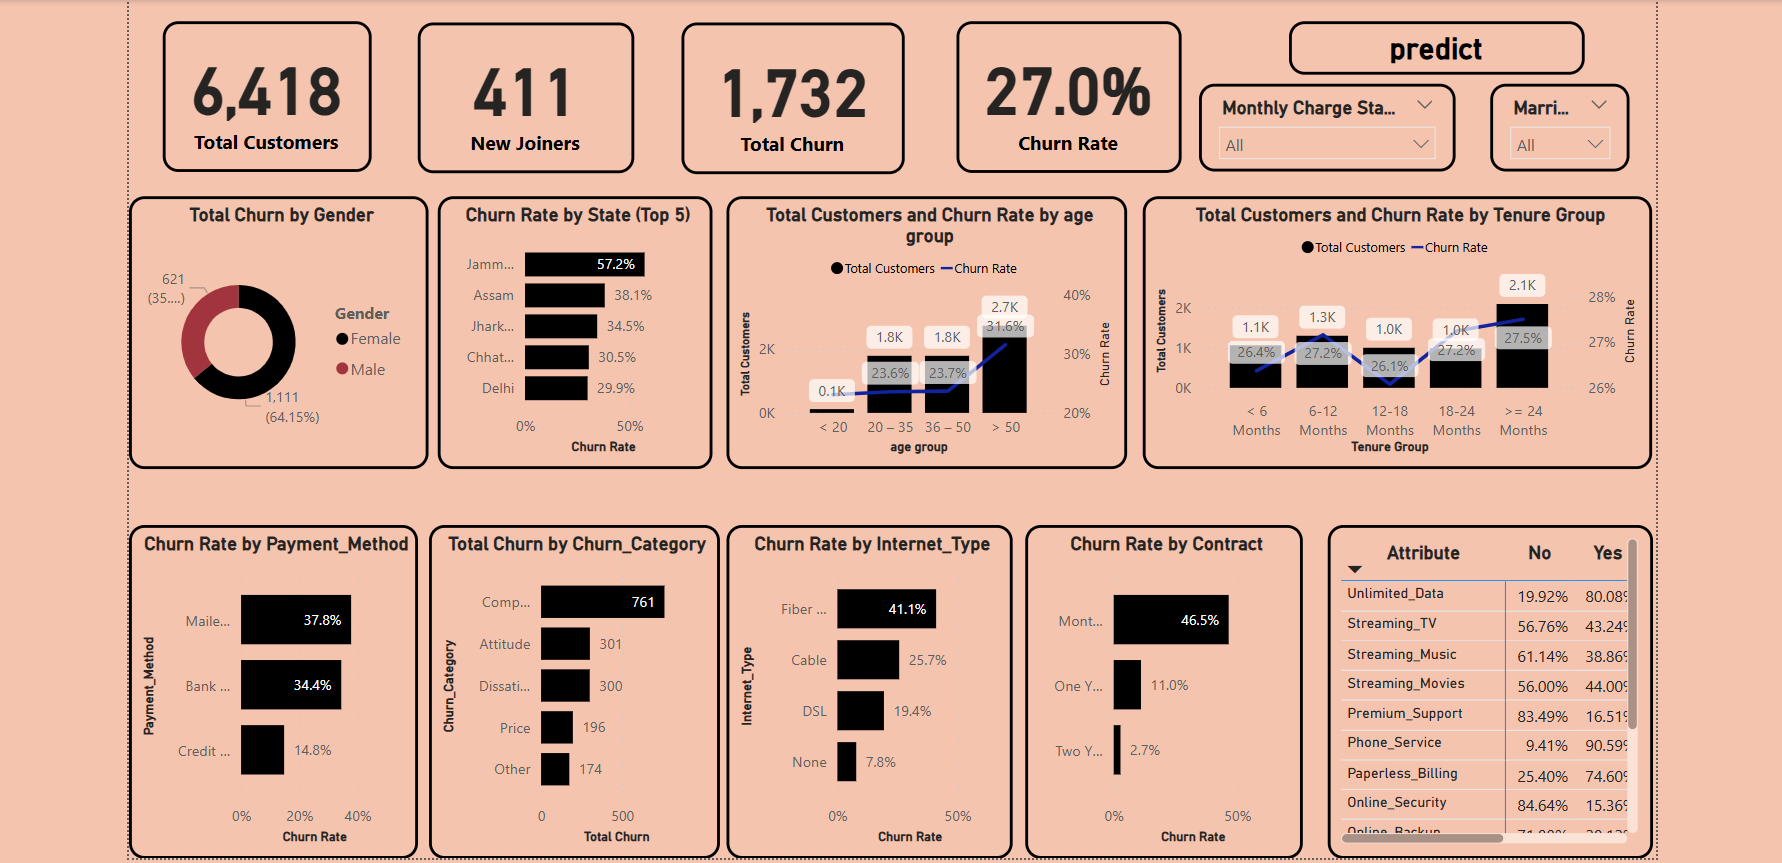 6,418
Total Customers
411
New Joiners
1,732
Total Churn
27.0%
Churn Rate
predict
Monthly Charge Sta...
All
Marri...
All
Total Churn by Gender
621
(35....)
1,111
(64.15%)
Gender
Female
Male
Churn Rate by State (Top 5)
Jamm... 57.2%
Assam 38.1%
Jhark... 34.5%
Chhat... 30.5%
Delhi 29.9%
0% 50%
Churn Rate
Total Customers and Churn Rate by age
group
Total Customers Churn Rate
Total Customers
2K
0K
0.1K
1.8K
23.6%
1.8K
23.7%
2.7K
31.6%
40%
30%
20%
Churn Rate
< 20 20 – 35 36 – 50 > 50
age group
Total Customers and Churn Rate by Tenure Group
Total Customers Churn Rate
Total Customers
2K
1K
0K
1.1K
26.4%
1.3K
27.2%
1.0K
26.1%
1.0K
27.2%
2.1K
27.5%
28%
27%
26%
Churn Rate
< 6 6-12 12-18 18-24 >= 24
Months Months Months Months Months
Tenure Group
Churn Rate by Payment_Method
Payment_Method
Maile... 37.8%
Bank ... 34.4%
Credit ... 14.8%
0% 20% 40%
Churn Rate
Total Churn by Churn_Category
Churn_Category
Comp... 761
Attitude 301
Dissati... 300
Price 196
Other 174
0 500
Total Churn
Churn Rate by Internet_Type
Internet_Type
Fiber ... 41.1%
Cable 25.7%
DSL 19.4%
None 7.8%
0% 50%
Churn Rate
Churn Rate by Contract
Mont... 46.5%
One Y... 11.0%
Two Y... 2.7%
0% 50%
Churn Rate
Attribute No Yes
Unlimited_Data 19.92% 80.08%
Streaming_TV 56.76% 43.24%
Streaming_Music 61.14% 38.86%
Streaming_Movies 56.00% 44.00%
Premium_Support 83.49% 16.51%
Phone_Service 9.41% 90.59%
Paperless_Billing 25.40% 74.60%
Online_Security 84.64% 15.36%
Online_Backup